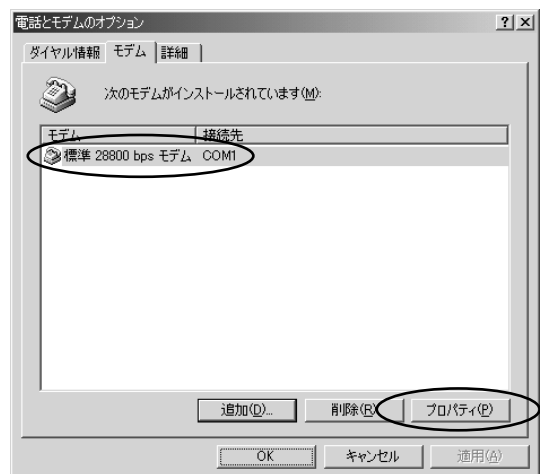 電話とモデムのオプション
ダイヤル情報 モデム 詳細
次のモデムがインストールされています(M):
モデム 接続先
標準 28800 bps モデム COM1
追加(D)... 削除(R) プロパティ(P)
OK キャンセル 適用(A)